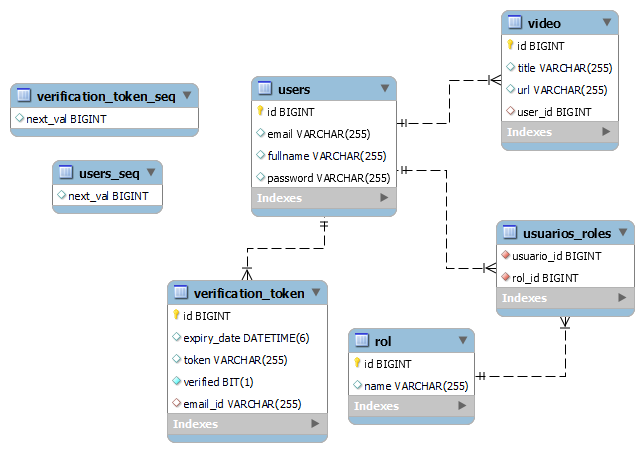 verification_token_seq
next_val BIGINT
users_seq
next_val BIGINT
users
id BIGINT
email VARCHAR(255)
fullname VARCHAR(255)
password VARCHAR(255)
Indexes
video
id BIGINT
title VARCHAR(255)
url VARCHAR(255)
user_id BIGINT
Indexes
usuarios_roles
usuario_id BIGINT
rol_id BIGINT
Indexes
verification_token
id BIGINT
expiry_date DATETIME(6)
token VARCHAR(255)
verified BIT(1)
email_id VARCHAR(255)
Indexes
rol
id BIGINT
name VARCHAR(255)
Indexes